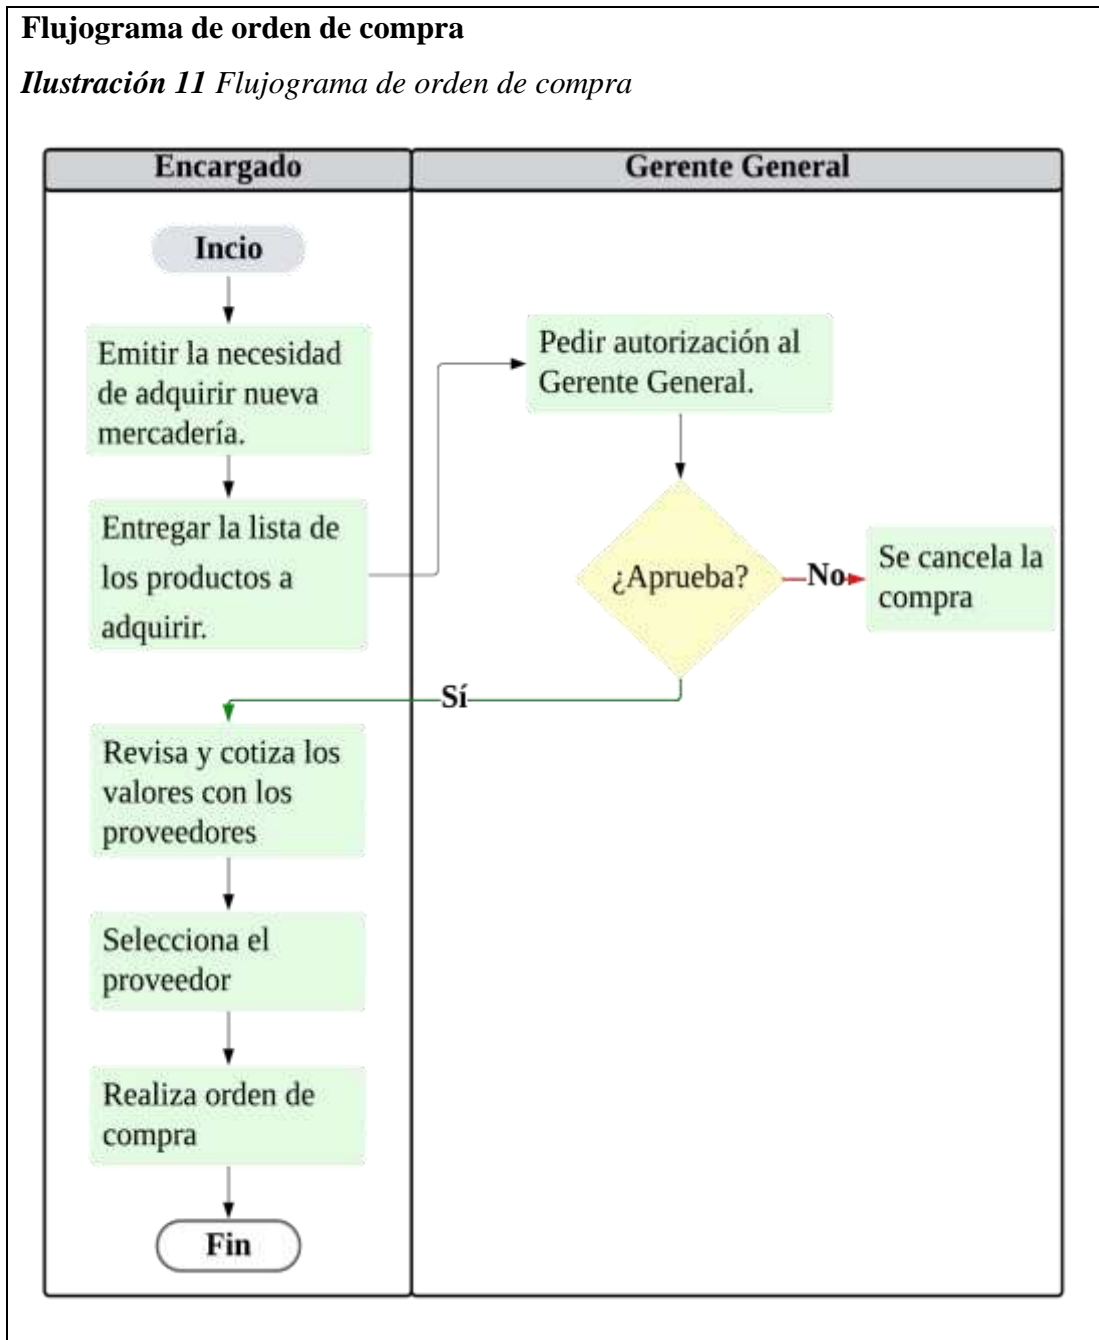 Flujograma de orden de compra
Ilustración 11 Flujograma de orden de compra
Encargado
Gerente General
Incio
Emitir la necesidad
de adquirir nueva
mercadería.
Entregar la lista de
los productos a
adquirir.
Pedir autorización al
Gerente General.
¿Aprueba?
No
Se cancela la
compra
Sí
Revisa y cotiza los
valores con los
proveedores
Selecciona el
proveedor
Realiza orden de
compra
Fin